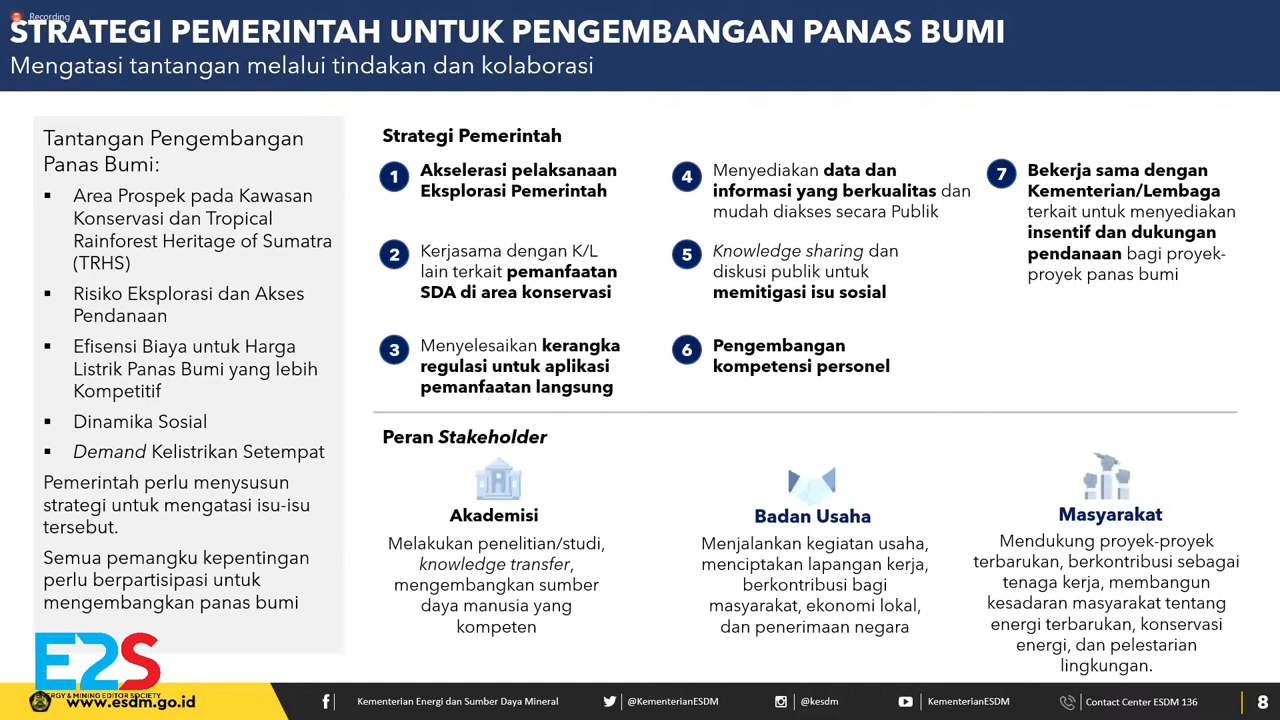 Recording
STRATEGI PEMERINTAH UNTUK PENGEMBANGAN PANAS BUMI
Mengatasi tantangan melalui tindakan dan kolaborasi
Tantangan Pengembangan
Panas Bumi:
▪ Area Prospek pada Kawasan
Konservasi dan Tropical
Rainforest Heritage of Sumatra
(TRHS)
▪ Risiko Eksplorasi dan Akses
Pendanaan
▪ Efisensi Biaya untuk Harga
Listrik Panas Bumi yang lebih
Kompetitif
▪ Dinamika Sosial
▪ Demand Kelistrikan Setempat
Pemerintah perlu menysusun
strategi untuk mengatasi isu-isu
tersebut.
Semua pemangku kepentingan
perlu berpartisipasi untuk
mengembangkan panas bumi
Strategi Pemerintah
1 Akselerasi pelaksanaan
Eksplorasi Pemerintah
2 Kerjasama dengan K/L
lain terkait pemanfaatan
SDA di area konservasi
3 Menyelesaikan kerangka
regulasi untuk aplikasi
pemanfaatan langsung
4 Menyediakan data dan
informasi yang berkualitas dan
mudah diakses secara Publik
5 Knowledge sharing dan
diskusi publik untuk
memitigasi isu sosial
6 Pengembangan
kompetensi personel
7 Bekerja sama dengan
Kementerian/Lembaga
terkait untuk menyediakan
insentif dan dukungan
pendanaan bagi proyek-
proyek panas bumi
Peran Stakeholder
Akademisi
Melakukan penelitian/studi,
knowledge transfer,
mengembangkan sumber
daya manusia yang
kompeten
Badan Usaha
Menjalankan kegiatan usaha,
menciptakan lapangan kerja,
berkontribusi bagi
masyarakat, ekonomi lokal,
dan penerimaan negara
Masyarakat
Mendukung proyek-proyek
terbarukan, berkontribusi sebagai
tenaga kerja, membangun
kesadaran masyarakat tentang
energi terbarukan, konservasi
energi, dan pelestarian
lingkungan.
E2S
ENERGY & MINING EDITOR SOCIETY
www.esdm.go.id
Kementerian Energi dan Sumber Daya Mineral
@KementerianESDM
@kesdm
KementerianESDM
Contact Center ESDM 136
8